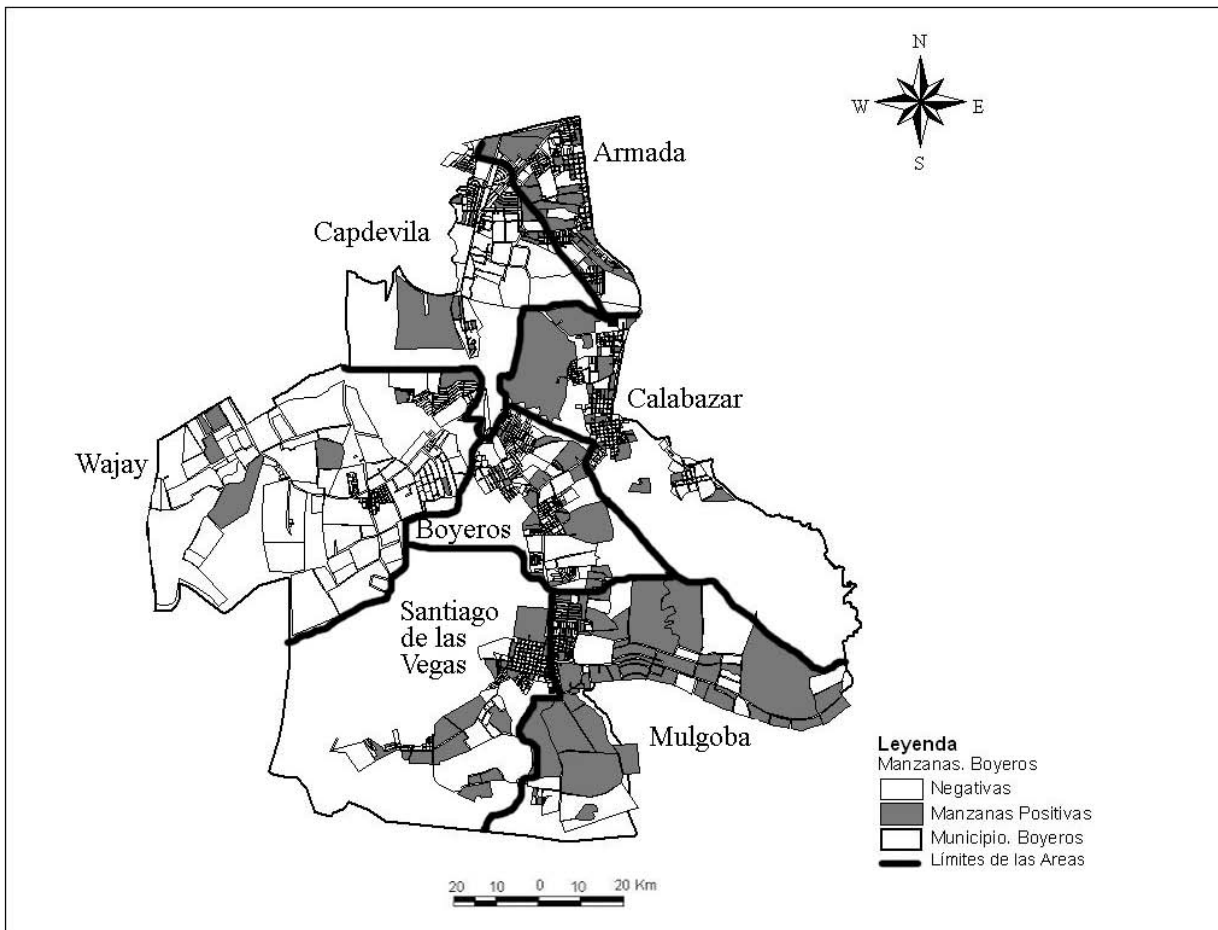 N
W E
S
Armada
Capdevila
Calabazar
Wajay
Boyeros
Santiago
de las
Vegas
Mulgoba
Leyenda
Manzanas. Boyeros
Negativas
Manzanas Positivas
Municipio. Boyeros
Límites de las Areas
20 10 0 10 20 Km